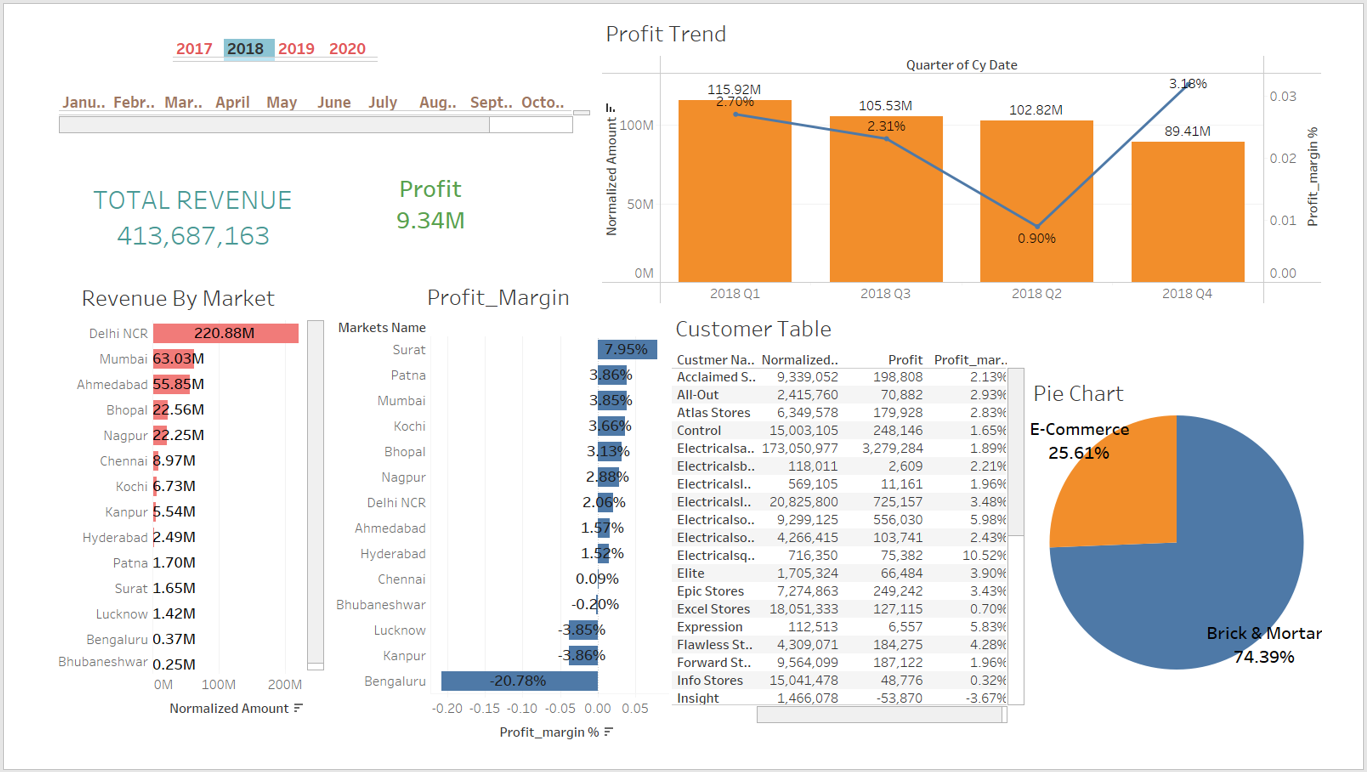 2017 2018 2019 2020
Janu.. Febr.. Mar.. April May June July Aug.. Sept.. Octo..
TOTAL REVENUE
413,687,163
Profit
9.34M
Profit Trend
Quarter of Cy Date
Normalized Amount
100M
50M
0M
115.92M
2.70%
105.53M
2.31%
102.82M
0.90%
89.41M
3.18%
0.03
0.02
0.01
0.00
Profit_margin %
2018 Q1 2018 Q3 2018 Q2 2018 Q4
Revenue By Market
Delhi NCR 220.88M
Mumbai 63.03M
Ahmedabad 55.85M
Bhopal 22.56M
Nagpur 22.25M
Chennai 8.97M
Kochi 6.73M
Kanpur 5.54M
Hyderabad 2.49M
Patna 1.70M
Surat 1.65M
Lucknow 1.42M
Bengaluru 0.37M
Bhubaneshwar 0.25M
0M 100M 200M
Normalized Amount
Profit_Margin
Markets Name
Surat 7.95%
Patna 3.86%
Mumbai 3.85%
Kochi 3.66%
Bhopal 3.13%
Nagpur 2.88%
Delhi NCR 2.06%
Ahmedabad 1.57%
Hyderabad 1.52%
Chennai 0.09%
Bhubaneshwar -0.20%
Lucknow -3.85%
Kanpur -3.86%
Bengaluru -20.78%
-0.20 -0.15 -0.10 -0.05 0.00 0.05
Profit_margin %
Customer Table
Custmer Na.. Normalized.. Profit Profit_mar..
Acclaimed S.. 9,339,052 198,808 2.13%
All-Out 2,415,760 70,882 2.93%
Atlas Stores 6,349,578 179,928 2.83%
Control 15,003,105 248,146 1.65%
Electricalsa.. 173,050,977 3,279,284 1.89%
Electricalsb.. 118,011 2,609 2.21%
Electricalsl.. 569,105 11,161 1.96%
Electricalsl.. 20,825,800 725,157 3.48%
Electricalso.. 9,299,125 556,030 5.98%
Electricalso.. 4,266,415 103,741 2.43%
Electricalsq.. 716,350 75,382 10.52%
Elite 1,705,324 66,484 3.90%
Epic Stores 7,274,863 249,242 3.43%
Excel Stores 18,051,333 127,115 0.70%
Expression 112,513 6,557 5.83%
Flawless St.. 4,309,071 184,275 4.28%
Forward St.. 9,564,099 187,122 1.96%
Info Stores 15,041,478 48,776 0.32%
Insight 1,466,078 -53,870 -3.67%
Pie Chart
E-Commerce
25.61%
Brick & Mortar
74.39%